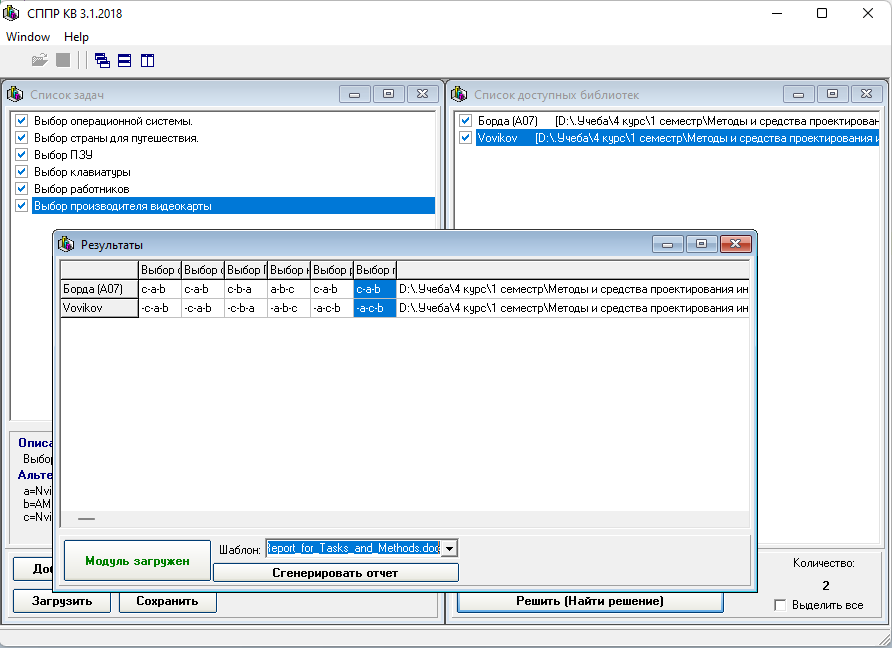 СППР КВ 3.1.2018
Window Help
Список задач
Выбор операционной системы.
Выбор страны для путешествия.
Выбор ПЗУ
Выбор клавиатуры
Выбор работников
Выбор производителя видеокарты
Список доступных библиотек
Борда (А07) [D:\.Учеба\4 курс\1 семестр\Методы и средства проектирован
Vovikov [D:\.Учеба\4 курс\1 семестр\Методы и средства проектирования и
Результаты
Выбор Выбор Выбор Выбор Выбор Выбор
Борда (А07) c-a-b c-a-b c-b-a a-b-c c-a-b c-a-b D:\.Учеба\4 курс\1 семестр\Методы и средства проектирования ин
Vovikov -c-a-b -c-a-b -c-b-a -a-b-c -a-c-b -a-c-b D:\.Учеба\4 курс\1 семестр\Методы и средства проектирования ин
Описа
Выбо
Альте
a=Nvi
b=AM
c=Nvi
Модуль загружен
Шаблон: Report_for_Tasks_and_Methods.doc
Сгенерировать отчет
До
Загрузить
Сохранить
Решить (Найти решение)
Количество:
2
Выделить все